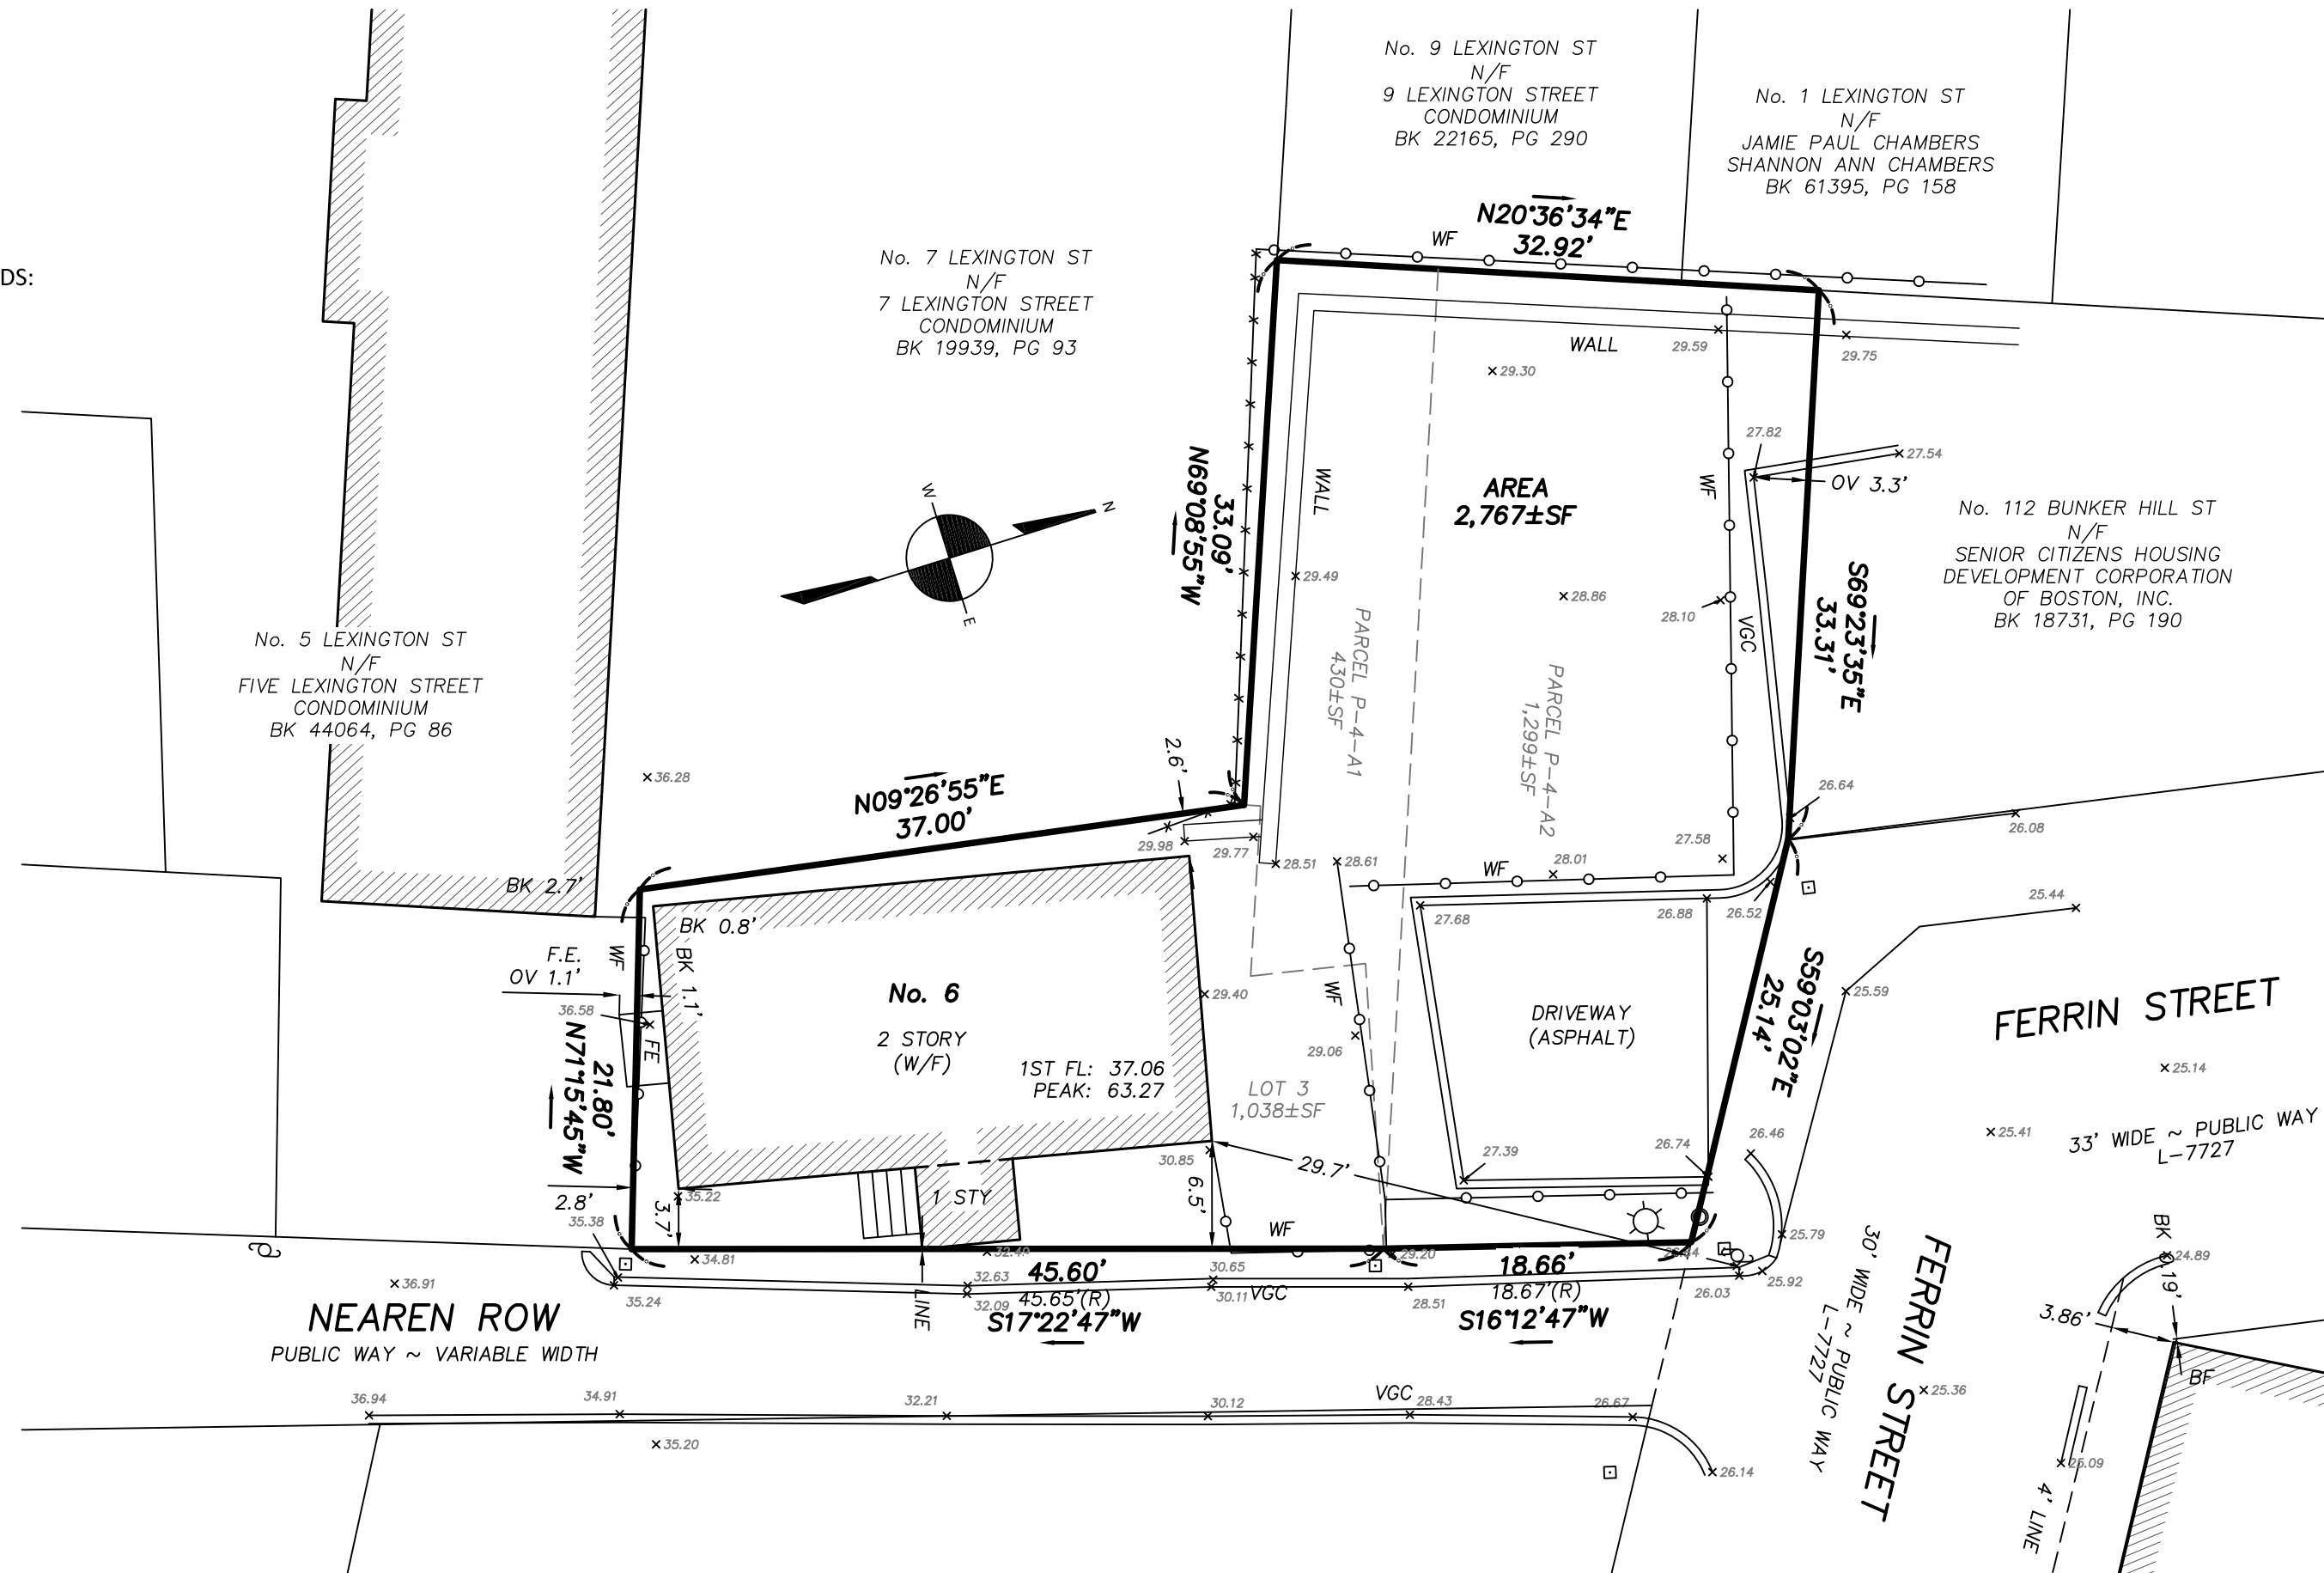 DS:
No. 9 LEXINGTON ST
N/F
9 LEXINGTON STREET
CONDOMINIUM
BK 22165, PG 290
No. 1 LEXINGTON ST
N/F
JAMIE PAUL CHAMBERS
SHANNON ANN CHAMBERS
BK 61395, PG 158
No. 7 LEXINGTON ST
N/F
7 LEXINGTON STREET
CONDOMINIUM
BK 19939, PG 93
N20°36'34"E
32.92'
WF
WALL
29.59
29.75
29.30
27.82
27.54
OV 3.3'
AREA
2,767±SF
WF
WALL
N69°08'55"W
33.09'
W
N
E
29.49
28.86
28.10
VGC
S69°23'35"E
33.31'
No. 112 BUNKER HILL ST
N/F
SENIOR CITIZENS HOUSING
DEVELOPMENT CORPORATION
OF BOSTON, INC.
BK 18731, PG 190
No. 5 LEXINGTON ST
N/F
FIVE LEXINGTON STREET
CONDOMINIUM
BK 44064, PG 86
PARCEL P-4-A1
430±SF
PARCEL P-4-A2
1,299±SF
36.28
N09°26'55"E
37.00'
2.6'
29.98
29.77
28.51
28.61
WF
28.01
27.58
26.64
26.08
BK 2.7'
BK 0.8'
BK 1.1'
27.68
26.88
26.52
25.44
F.E.
OV 1.1'
WF
36.58
FE
No. 6
2 STORY
(W/F)
1ST FL: 37.06
PEAK: 63.27
29.40
WF
29.06
LOT 3
1,038±SF
DRIVEWAY
(ASPHALT)
S59°03'02"E
25.14'
25.59
FERRIN STREET
25.14
25.41
33' WIDE ~ PUBLIC WAY
L-7727
N71°15'45"W
21.80'
2.8'
35.38
35.22
3.7'
1 STY
30.85
6.5'
29.7'
27.39
26.74
26.46
WF
34.81
32.49
29.20
26.84
25.79
25.92
26.03
35.24
36.91
32.63
32.09
LINE
45.60'
45.65'(R)
S17°22'47"W
30.65
30.11
VGC
28.51
18.66'
18.67'(R)
S16°12'47"W
NEAREN ROW
PUBLIC WAY ~ VARIABLE WIDTH
30' WIDE ~ PUBLIC WAY
L-7727
FERRIN STREET
BK
.19'
24.89
3.86'
BF
36.94
34.91
32.21
30.12
VGC
28.43
26.67
25.36
35.20
26.14
25.09
4' LINE